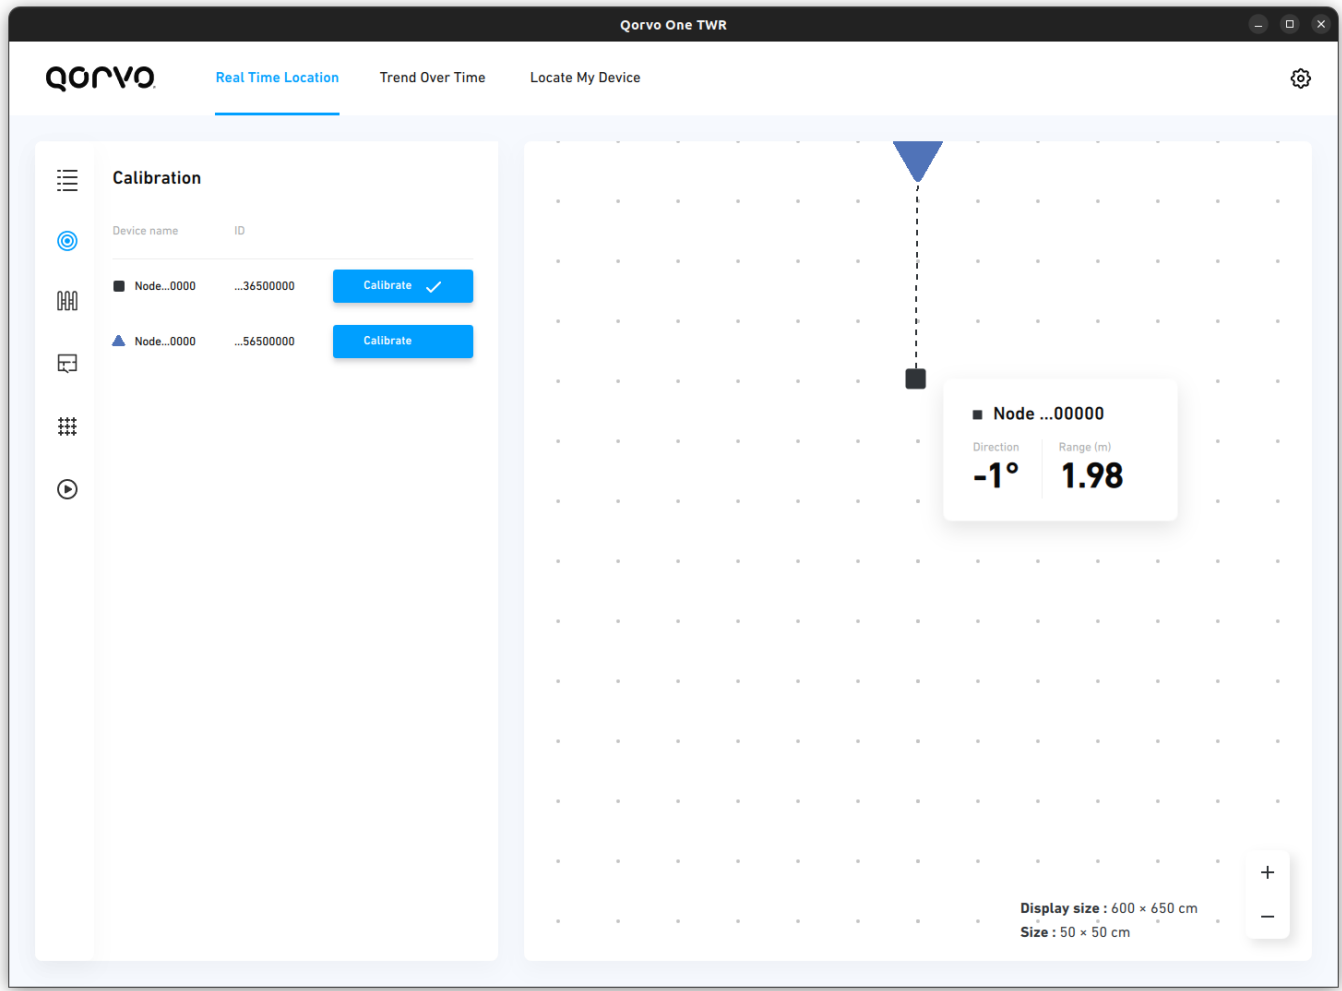 Qorvo One TWR
QORVO
Real Time Location
Trend Over Time
Locate My Device
Calibration
Device name
ID
Node...0000
...36500000
Calibrate
Node...0000
...56500000
Calibrate
Node ...00000
Direction
Range (m)
-1°
1.98
Display size : 600 × 650 cm
Size : 50 × 50 cm